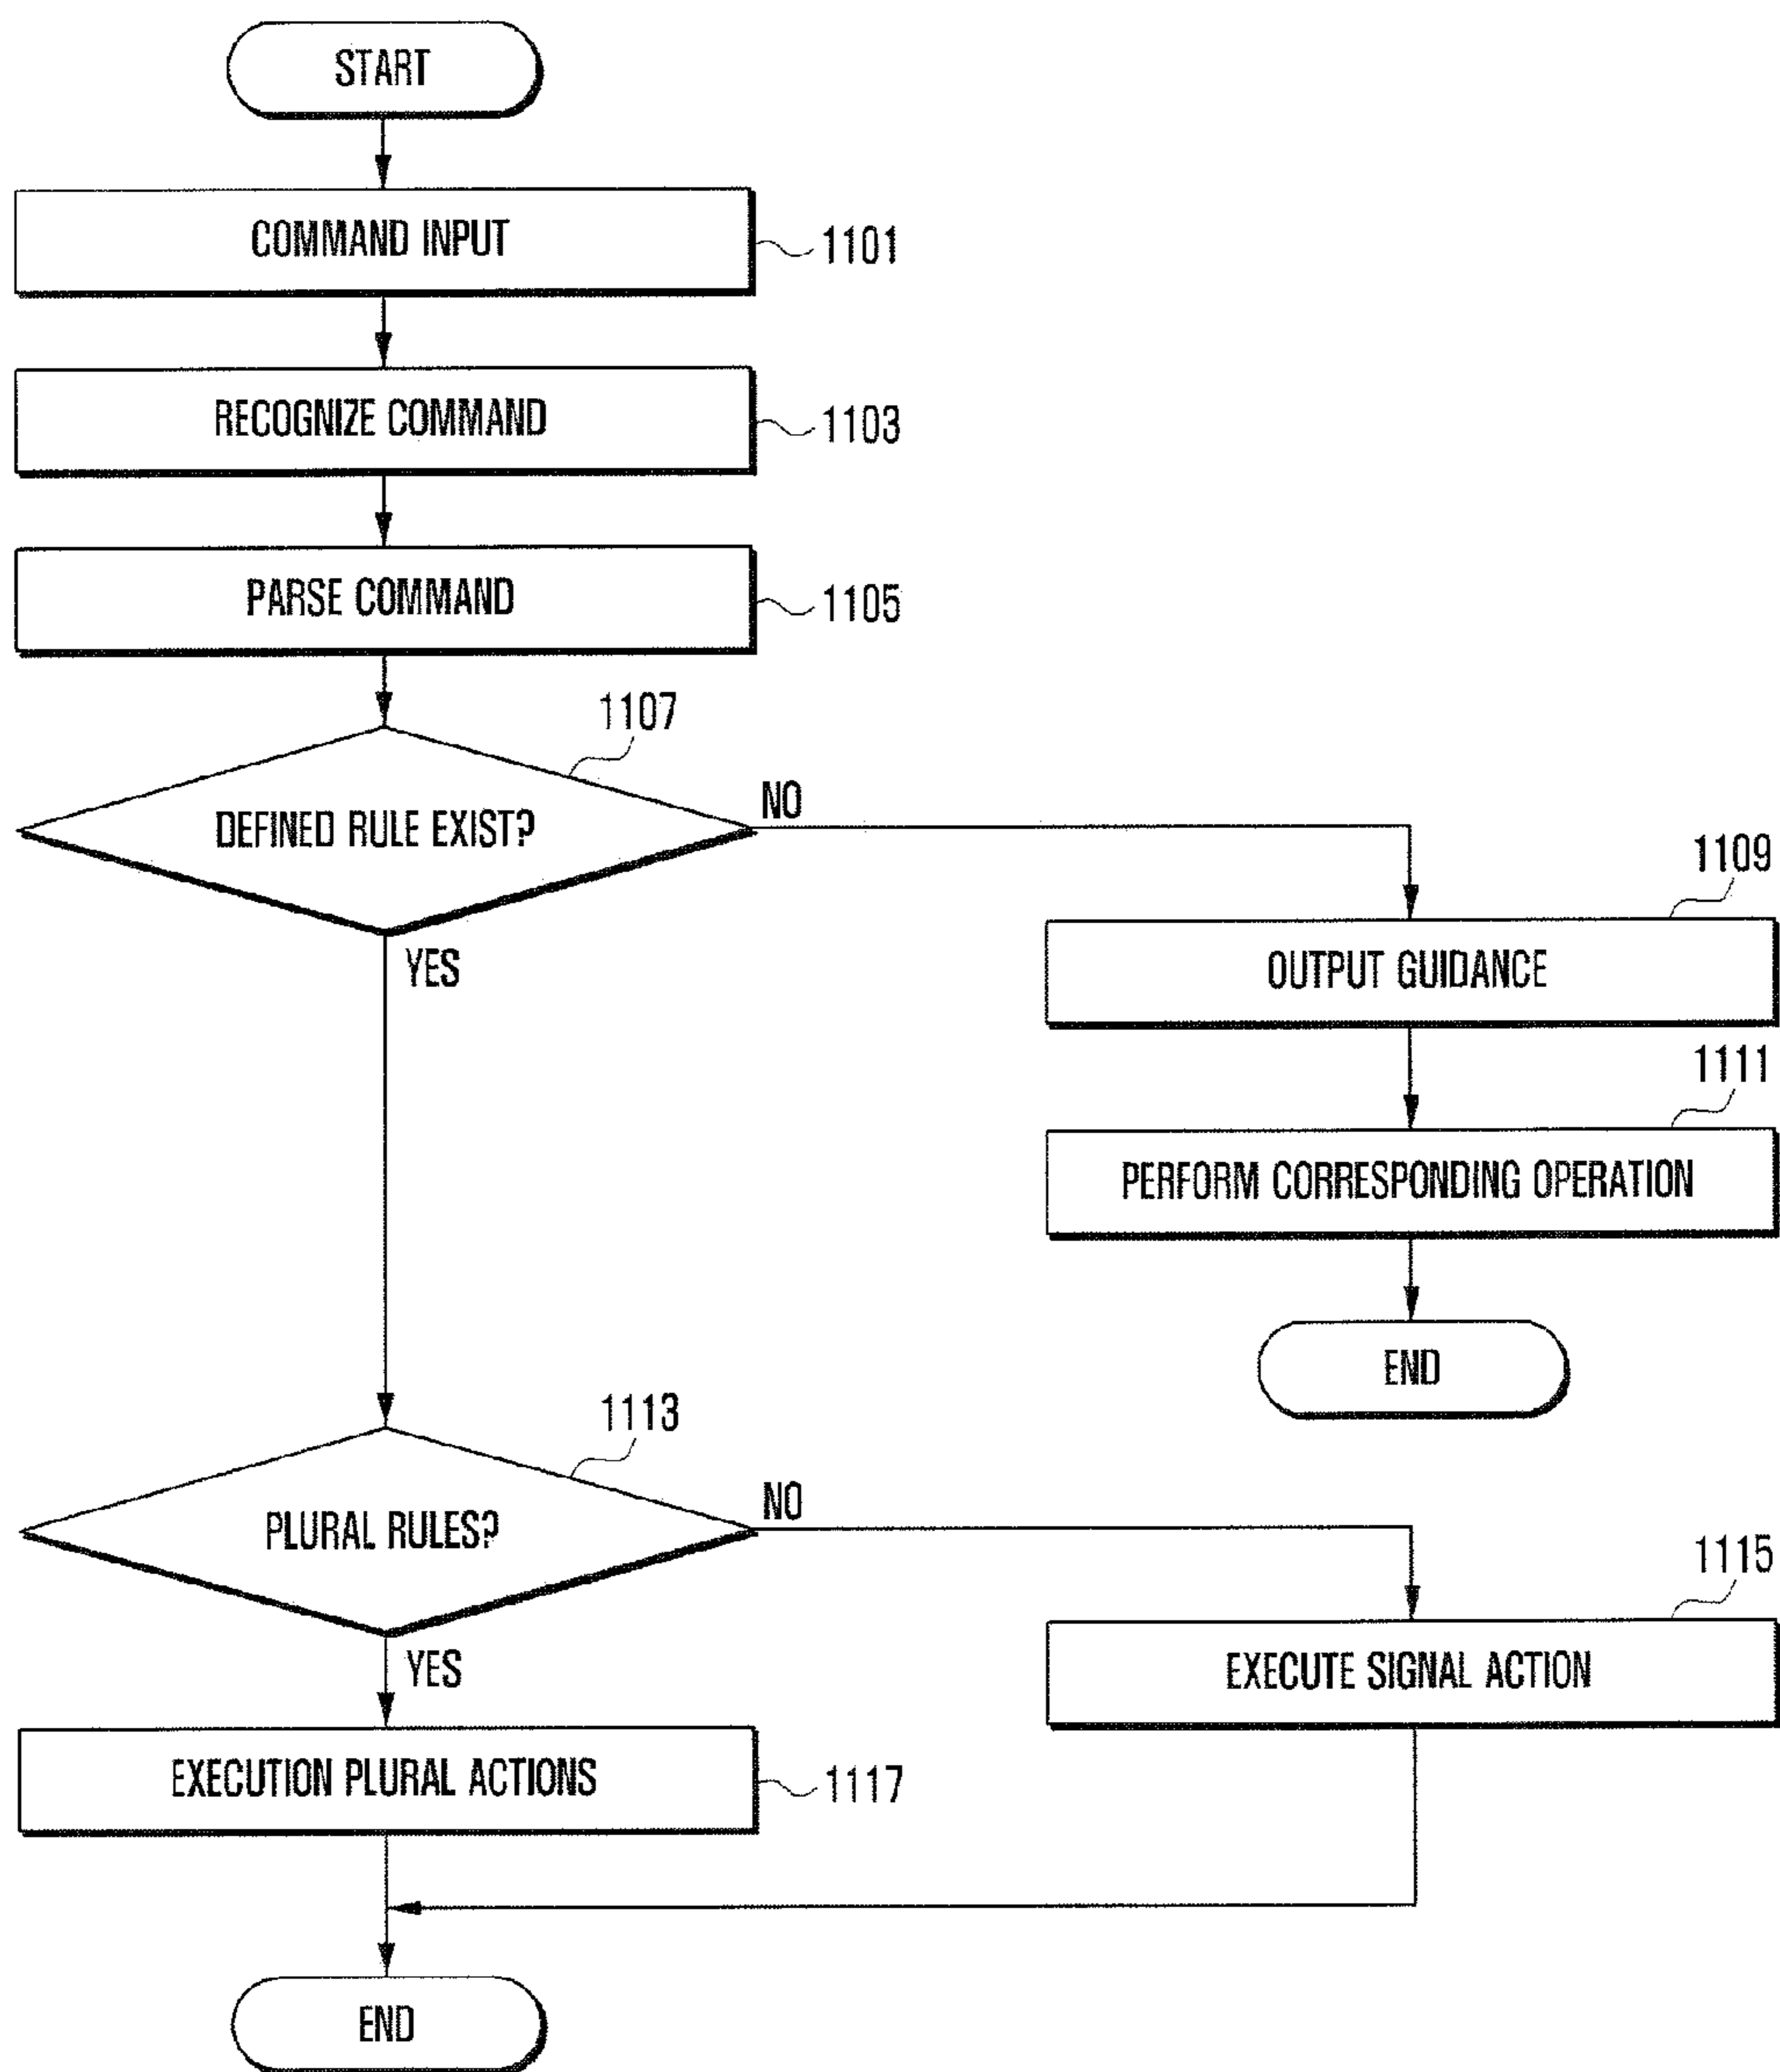 START
COMMAND INPUT
1101
RECOGNIZE COMMAND
1103
PARSE COMMAND
1105
1107
DEFINED RULE EXIST?
NO
YES
1109
OUTPUT GUIDANCE
1111
PERFORM CORRESPONDING OPERATION
END
1113
PLURAL RULES?
NO
YES
1115
EXECUTE SIGNAL ACTION
EXECUTION PLURAL ACTIONS
1117
END